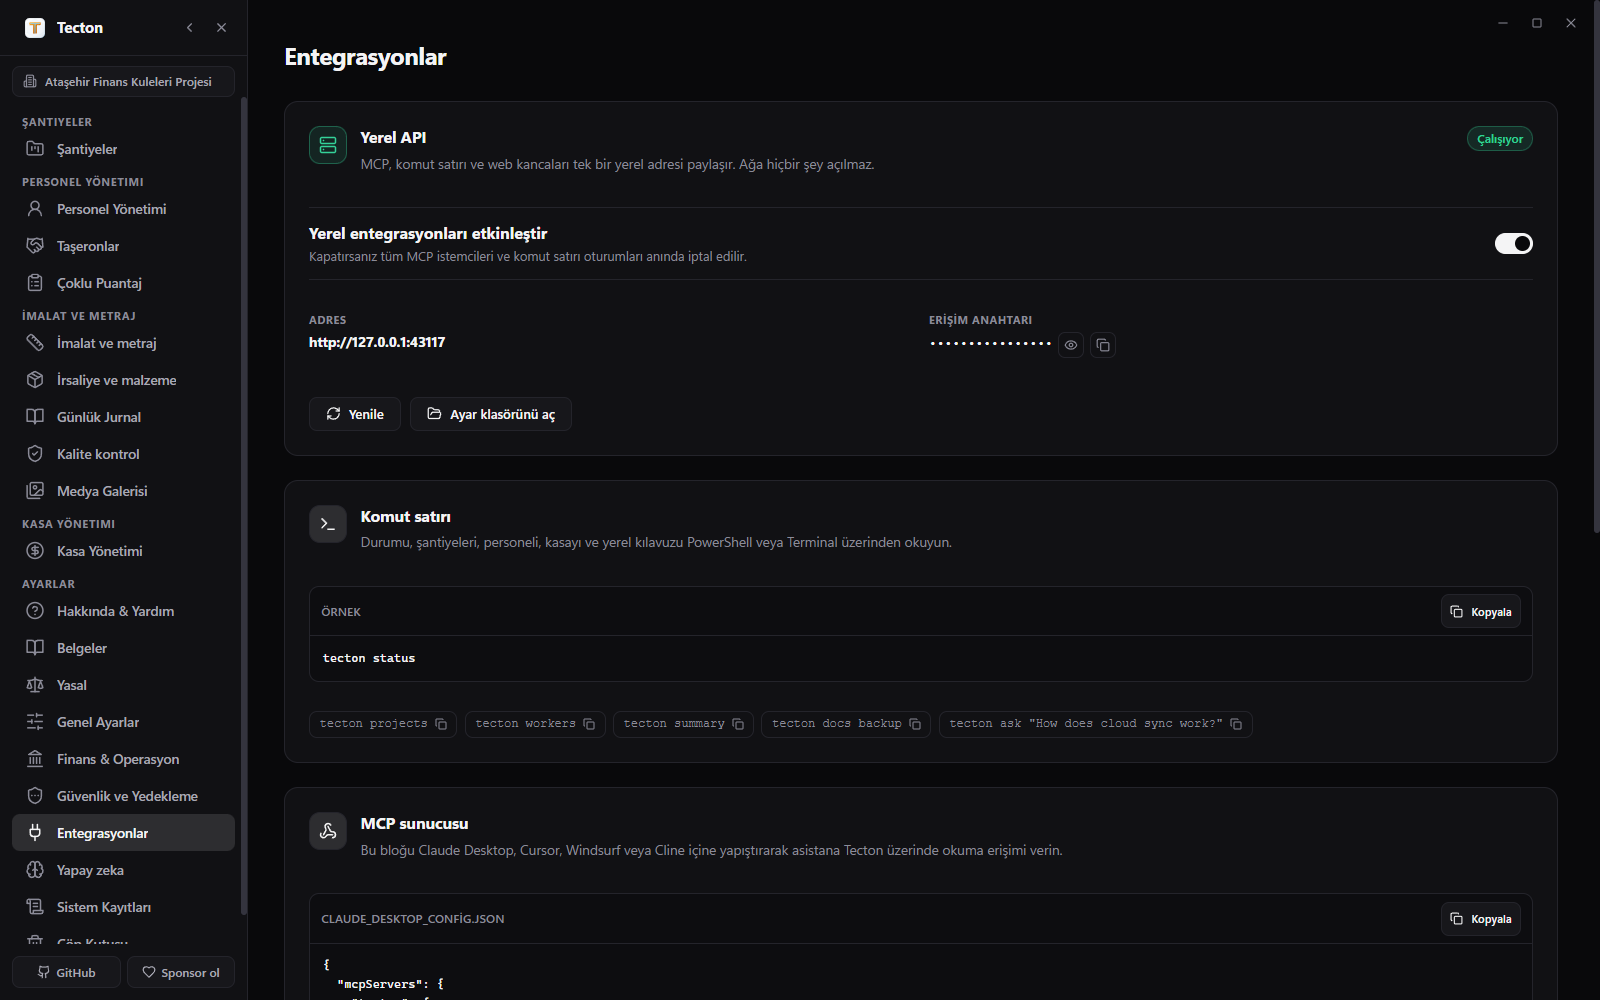 Tecton
Ataşehir Finans Kuleleri Projesi
ŞANTIYELER
Şantiyeler
PERSONEL YÖNETIMI
Personel Yönetimi
Taşeronlar
Çoklu Puantaj
İMALAT VE METRAJ
İmalat ve metraj
İrsaliye ve malzeme
Günlük Jurnal
Kalite kontrol
Medya Galerisi
KASA YÖNETIMI
Kasa Yönetimi
AYARLAR
Hakkında & Yardım
Belgeler
Yasal
Genel Ayarlar
Finans & Operasyon
Güvenlik ve Yedekleme
Entegrasyonlar
Yapay zeka
Sistem Kayıtları
Çöp Kutusu
GitHub
Sponsor ol
Entegrasyonlar
Yerel API
Çalışıyor
MCP, komut satırı ve web kancaları tek bir yerel adresi paylaşır. Ağa hiçbir şey açılmaz.
Yerel entegrasyonları etkinleştir
Kapatırsanız tüm MCP istemcileri ve komut satırı oturumları anında iptal edilir.
ADRES
http://127.0.0.1:43117
ERİŞİM ANAHTARI
••••••••••••••••
Yenile
Ayar klasörünü aç
Komut satırı
Durumu, şantiyeleri, personeli, kasayı ve yerel kılavuzu PowerShell veya Terminal üzerinden okuyun.
ÖRNEK
Kopyala
tecton status
tecton projects
tecton workers
tecton summary
tecton docs backup
tecton ask "How does cloud sync work?"
MCP sunucusu
Bu bloğu Claude Desktop, Cursor, Windsurf veya Cline içine yapıştırarak asistana Tecton üzerinde okuma erişimi verin.
CLAUDE_DESKTOP_CONFİG.JSON
Kopyala
{
"mcpServers": {